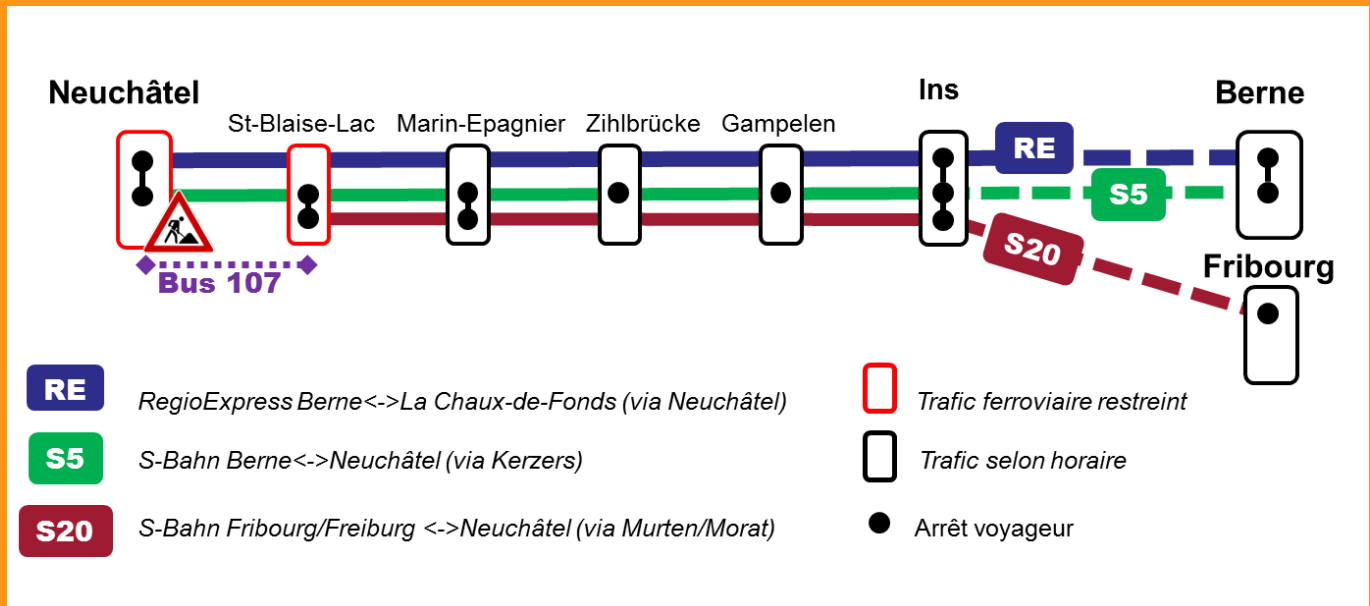 Neuchâtel
St-Blaise-Lac
Marin-Epagnier
Zihlbrücke
Gampelen
Ins
Berne
RE
S5
S20
Fribourg
Bus 107
RE
RegioExpress Berne<->La Chaux-de-Fonds (via Neuchâtel)
Trafic ferroviaire restreint
S5
S-Bahn Berne<->Neuchâtel (via Kerzers)
Trafic selon horaire
S20
S-Bahn Fribourg/Freiburg <->Neuchâtel (via Murten/Morat)
Arrêt voyageur